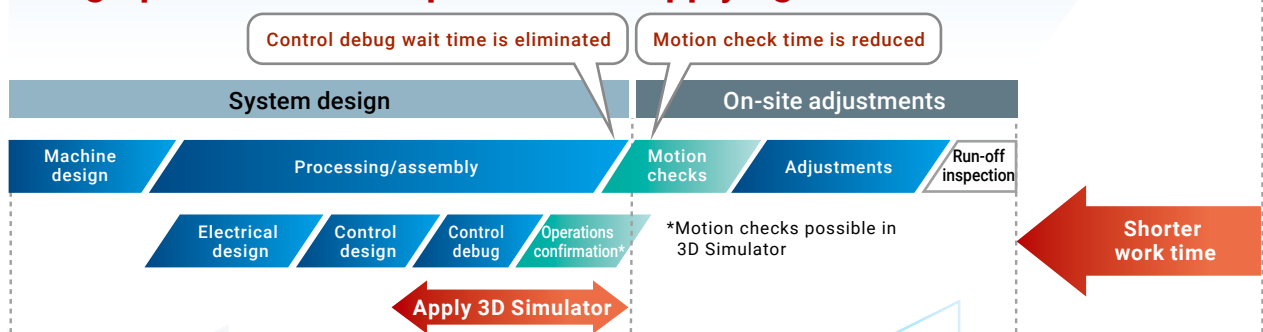 Control debug wait time is eliminated
Motion check time is reduced
System design
On-site adjustments
Machine
design
Processing/assembly
Motion
checks
Adjustments
Run-off
inspection
Electrical
design
Control
design
Control
debug
Operations
confirmation*
*Motion checks possible in
3D Simulator
Shorter
work time
Apply 3D Simulator